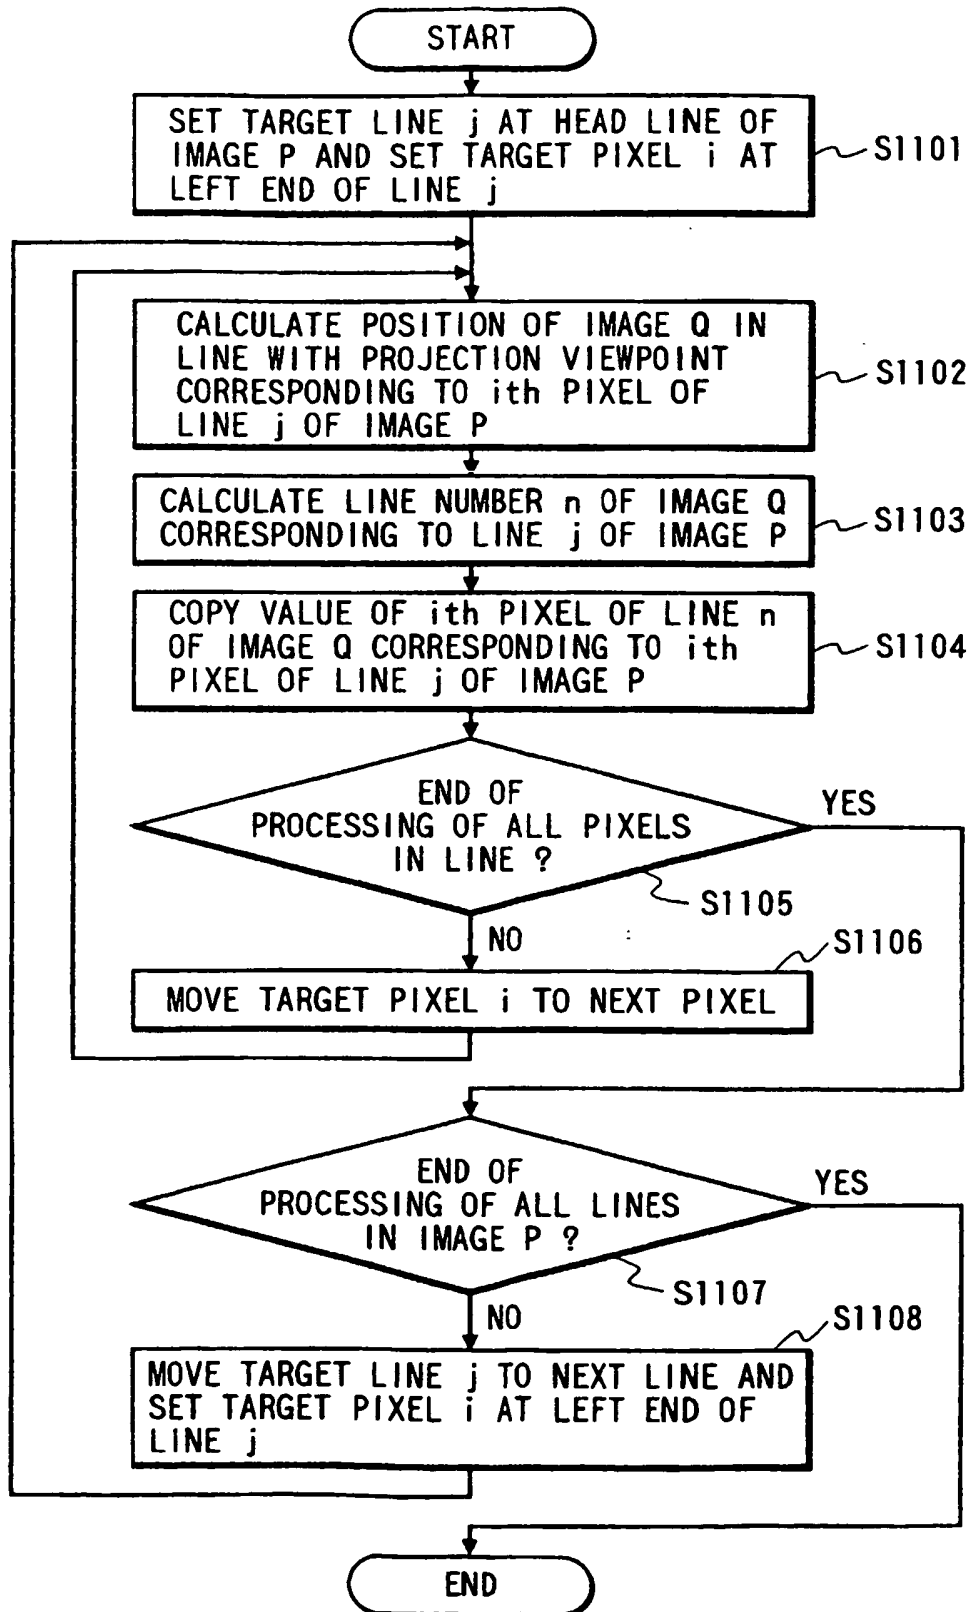 START
SET TARGET LINE j AT HEAD LINE OF
IMAGE P AND SET TARGET PIXEL i AT
LEFT END OF LINE j
S1101
CALCULATE POSITION OF IMAGE Q IN
LINE WITH PROJECTION VIEWPOINT
CORRESPONDING TO ith PIXEL OF
LINE j OF IMAGE P
S1102
CALCULATE LINE NUMBER n OF IMAGE Q
CORRESPONDING TO LINE j OF IMAGE P
S1103
COPY VALUE OF ith PIXEL OF LINE n
OF IMAGE Q CORRESPONDING TO ith
PIXEL OF LINE j OF IMAGE P
S1104
END OF
PROCESSING OF ALL PIXELS
IN LINE ?
YES
S1105
NO
S1106
MOVE TARGET PIXEL i TO NEXT PIXEL
END OF
PROCESSING OF ALL LINES
IN IMAGE P ?
YES
S1107
NO
S1108
MOVE TARGET LINE j TO NEXT LINE AND
SET TARGET PIXEL i AT LEFT END OF
LINE j
END